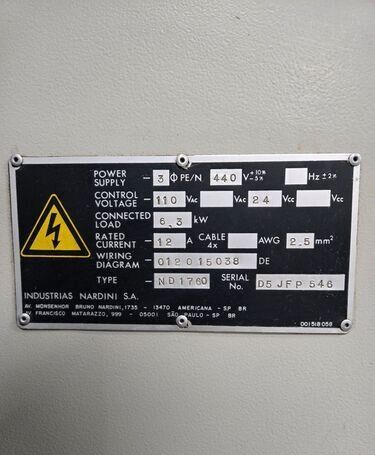 POWER SUPPLY - 3 Φ PE/N 440 V +10% -5% Hz ±2%
CONTROL VOLTAGE - 110 VAC VAC 24 VCC VCC
CONNECTED LOAD - 6,3 kW
RATED CURRENT - 12 A CABLE 4x AWG 2,5 mm²
WIRING DIAGRAM - 012015038 DE
TYPE - ND1760 SERIAL No. D5JFP546
INDUSTRIAS NARDINI S.A.
AV. MONSENHOR BRUNO NARDINI, 1735 - 13470 AMERICANA - SP BR
AV. FRANCISCO MATARAZZO, 999 - 05001 SÃO PAULO - SP BR
001518058